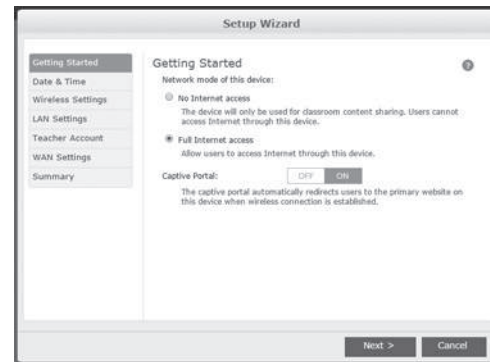 Setup Wizard
Getting Started
Date & Time
Wireless Settings
LAN Settings
Teacher Account
WAN Settings
Summary
Getting Started
Network mode of this device:
No Internet access
The device will only be used for classroom content sharing. Users cannot
access Internet through this device.
Full Internet access
Allow users to access Internet through this device.
Captive Portal:
OFF ON
The captive portal automatically redirects users to the primary website on
this device when wireless connection is established.
Next > Cancel